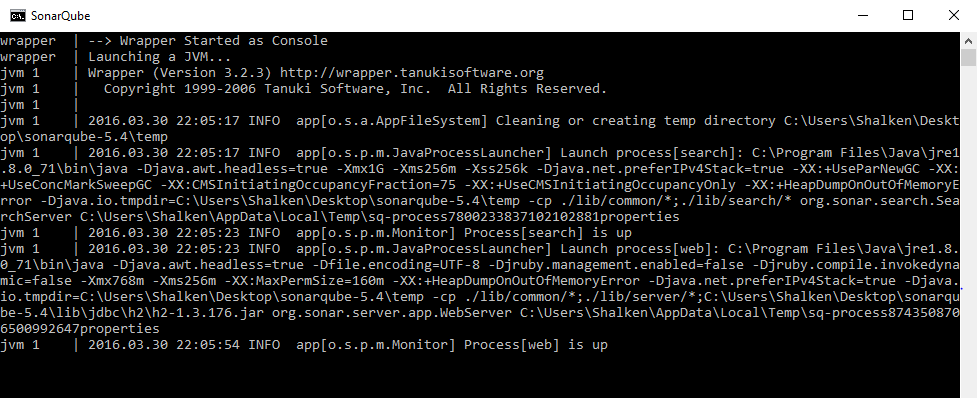 SonarQube
wrapper  | --> Wrapper Started as Console
wrapper  | Launching a JVM...
jvm 1    | Wrapper (Version 3.2.3) http://wrapper.tanukisoftware.org
jvm 1    |   Copyright 1999-2006 Tanuki Software, Inc.  All Rights Reserved.
jvm 1    |
jvm 1    | 2016.03.30 22:05:17 INFO  app[o.s.a.AppFileSystem] Cleaning or creating temp directory C:\Users\Shalken\Deskt
op\sonarqube-5.4\temp
jvm 1    | 2016.03.30 22:05:17 INFO  app[o.s.p.m.JavaProcessLauncher] Launch process[search]: C:\Program Files\Java\jre1
.8.0_71\bin\java -Djava.awt.headless=true -Xmx1G -Xms256m -Xss256k -Djava.net.preferIPv4Stack=true -XX:+UseParNewGC -XX:
+UseConcMarkSweepGC -XX:CMSInitiatingOccupancyFraction=75 -XX:+UseCMSInitiatingOccupancyOnly -XX:+HeapDumpOnOutOfMemoryE
rror -Djava.io.tmpdir=C:\Users\Shalken\Desktop\sonarqube-5.4\temp -cp ./lib/common/*;./lib/search/* org.sonar.search.Sea
rchServer C:\Users\Shalken\AppData\Local\Temp\sq-process7800233837102102881properties
jvm 1    | 2016.03.30 22:05:23 INFO  app[o.s.p.m.Monitor] Process[search] is up
jvm 1    | 2016.03.30 22:05:23 INFO  app[o.s.p.m.JavaProcessLauncher] Launch process[web]: C:\Program Files\Java\jre1.8.
0_71\bin\java -Djava.awt.headless=true -Dfile.encoding=UTF-8 -Djruby.management.enabled=false -Djruby.compile.invokedyna
mic=false -Xmx768m -Xms256m -XX:MaxPermSize=160m -XX:+HeapDumpOnOutOfMemoryError -Djava.net.preferIPv4Stack=true -Djava.
io.tmpdir=C:\Users\Shalken\Desktop\sonarqube-5.4\temp -cp ./lib/common/*;./lib/server/*;C:\Users\Shalken\Desktop\sonarqu
be-5.4\lib\jdbc\h2\h2-1.3.176.jar org.sonar.server.app.WebServer C:\Users\Shalken\AppData\Local\Temp\sq-process874350870
6500992647properties
jvm 1    | 2016.03.30 22:05:54 INFO  app[o.s.p.m.Monitor] Process[web] is up